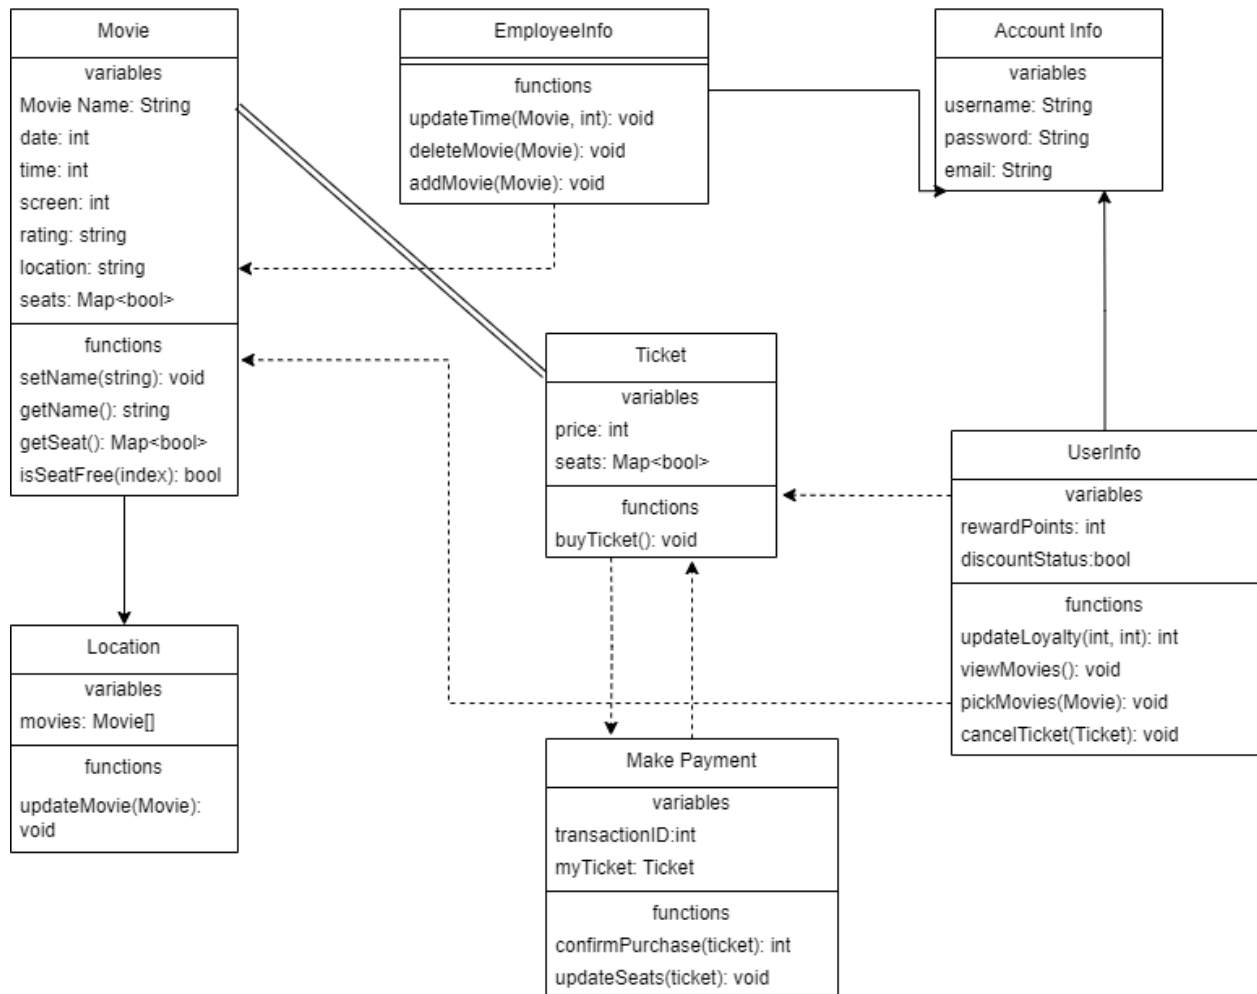 Movie
variables
Movie Name: String
date: int
time: int
screen: int
rating: string
location: string
seats: Map<bool>
functions
setName(string): void
getName(): string
getSeat(): Map<bool>
isSeatFree(index): bool
EmployeeInfo
functions
updateTime(Movie, int): void
deleteMovie(Movie): void
addMovie(Movie): void
Account Info
variables
username: String
password: String
email: String
Ticket
variables
price: int
seats: Map<bool>
functions
buyTicket(): void
UserInfo
variables
rewardPoints: int
discountStatus:bool
functions
updateLoyalty(int, int): int
viewMovies(): void
pickMovies(Movie): void
cancelTicket(Ticket): void
Location
variables
movies: Movie[]
functions
updateMovie(Movie):
void
Make Payment
variables
transactionID:int
myTicket: Ticket
functions
confirmPurchase(ticket): int
updateSeats(ticket): void